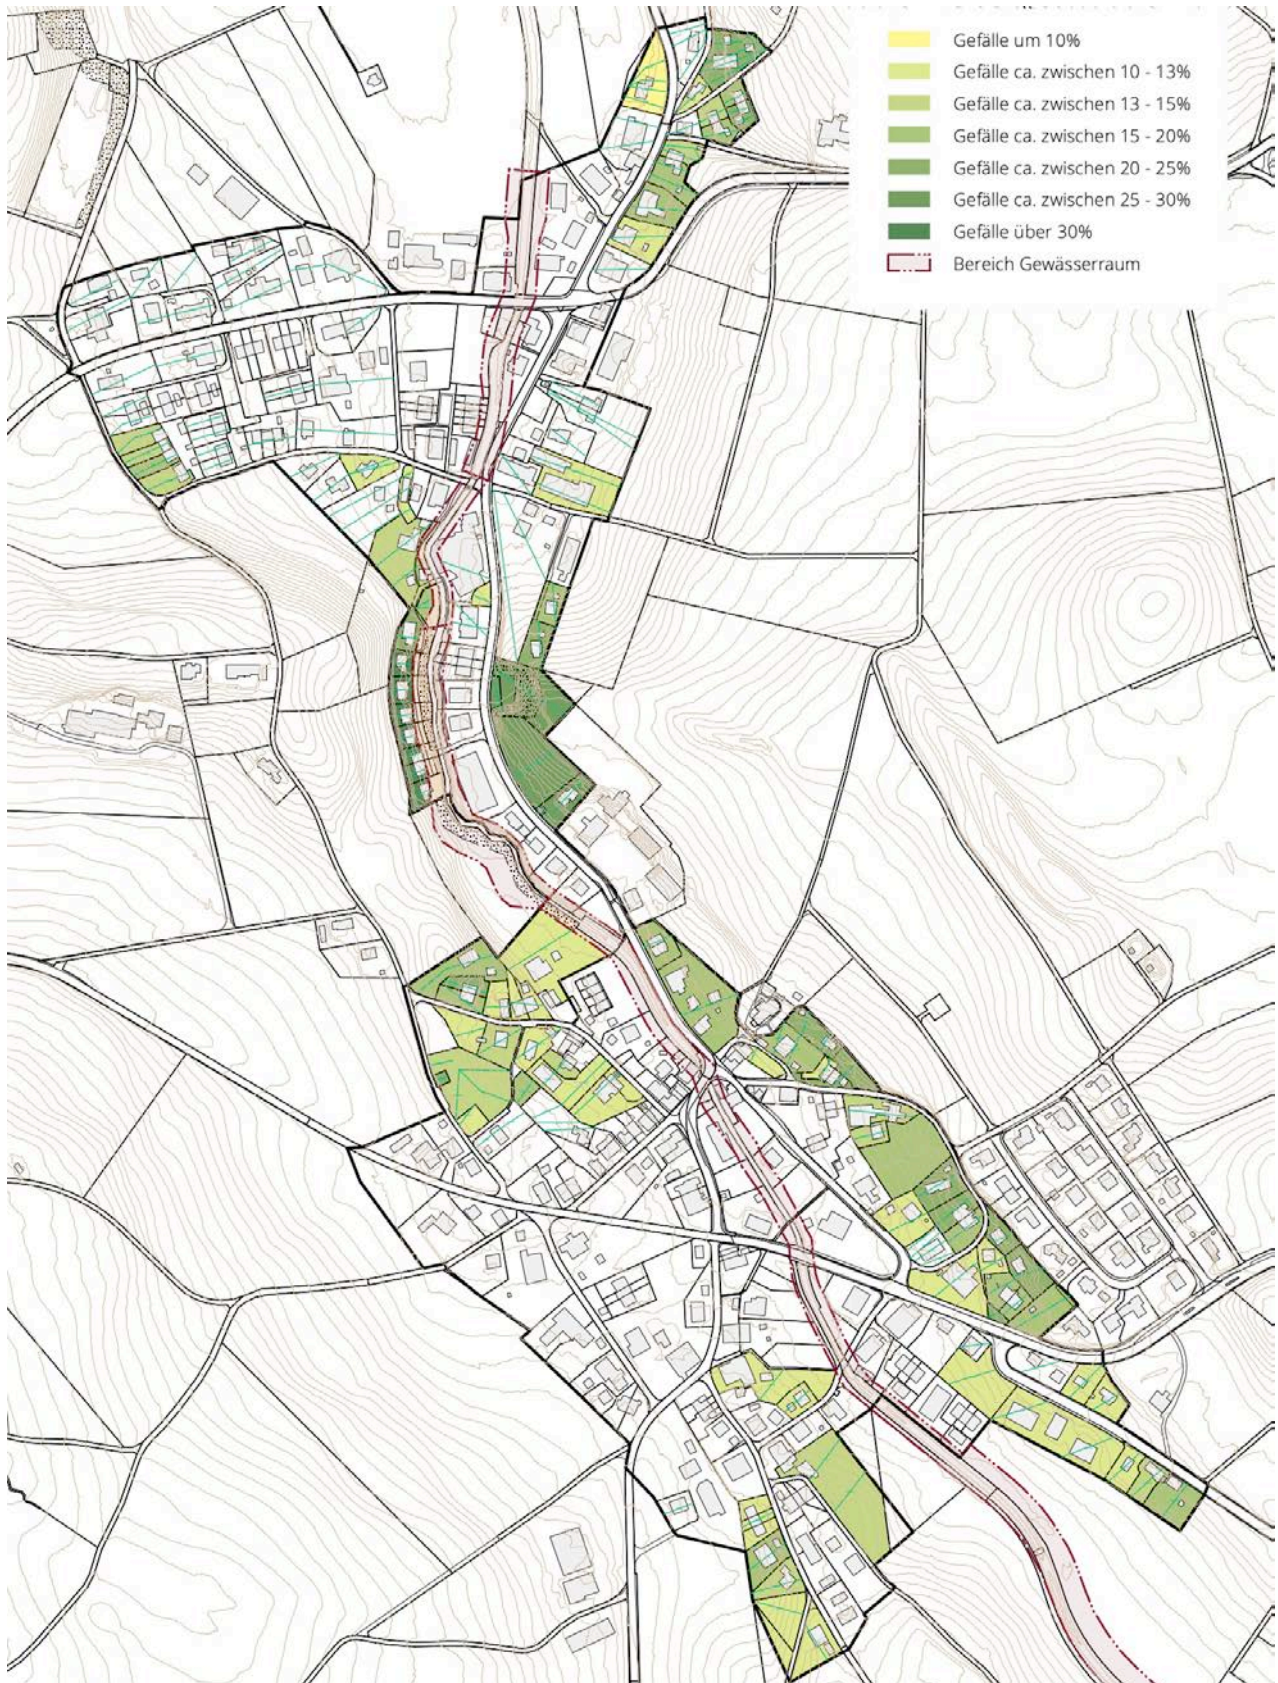 Gefälle um 10%
Gefälle ca. zwischen 10 - 13%
Gefälle ca. zwischen 13 - 15%
Gefälle ca. zwischen 15 - 20%
Gefälle ca. zwischen 20 - 25%
Gefälle ca. zwischen 25 - 30%
Gefälle über 30%
Bereich Gewässerraum